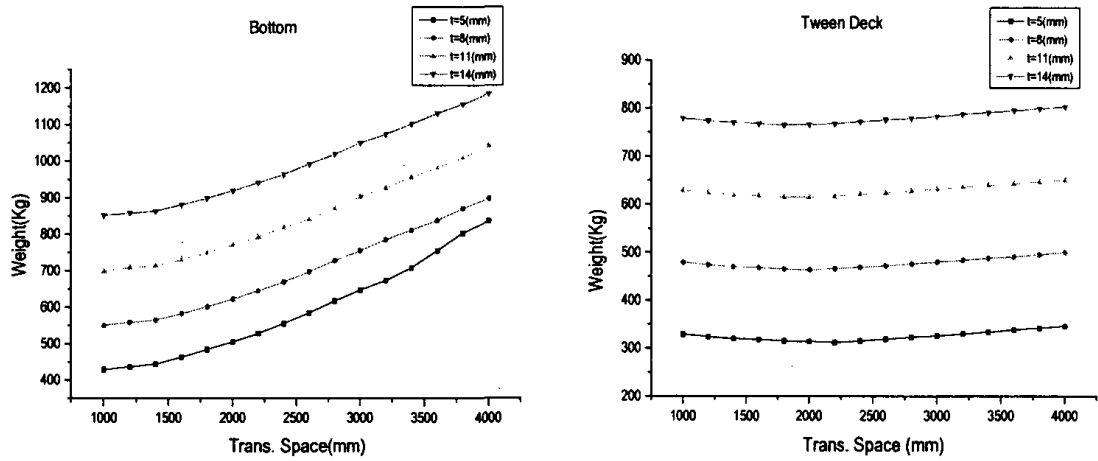 Bottom
t=5(mm)
t=8(mm)
t=11(mm)
t=14(mm)
1200
1100
1000
900
800
700
600
500
400
Weight(Kg)
1000 1500 2000 2500 3000 3500 4000
Trans. Space(mm)
Tween Deck
t=5(mm)
t=8(mm)
t=11(mm)
t=14(mm)
900
800
700
600
500
400
300
200
Weight(Kg)
1000 1500 2000 2500 3000 3500 4000
Trans. Space (mm)